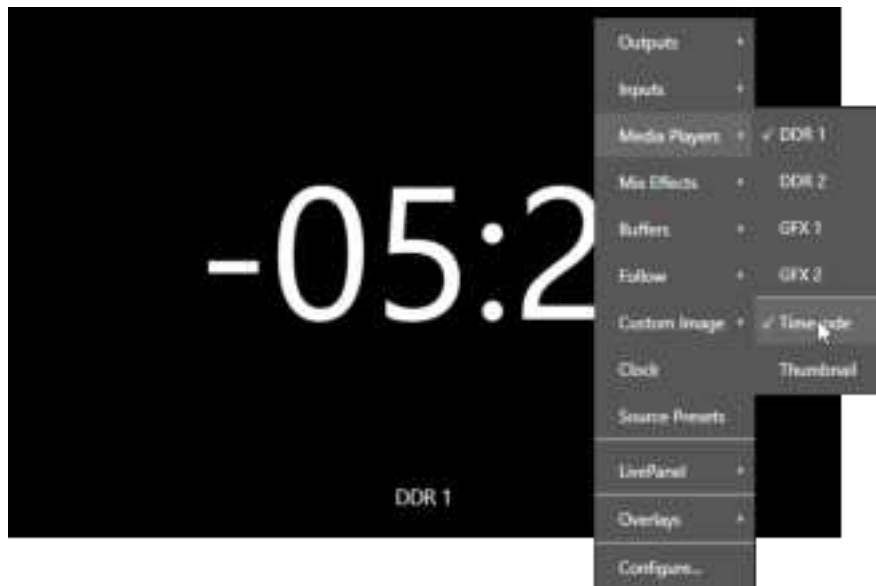 -05:2
DDR 1
Outputs
Inputs
Media Players
Mix Effects
Buffers
Follow
Custom Image
Clock
Source Presets
LivePanel
Overlays
Configure...
✓ DDR 1
DDR 2
GFX 1
GFX 2
✓ Timecode
Thumbnail